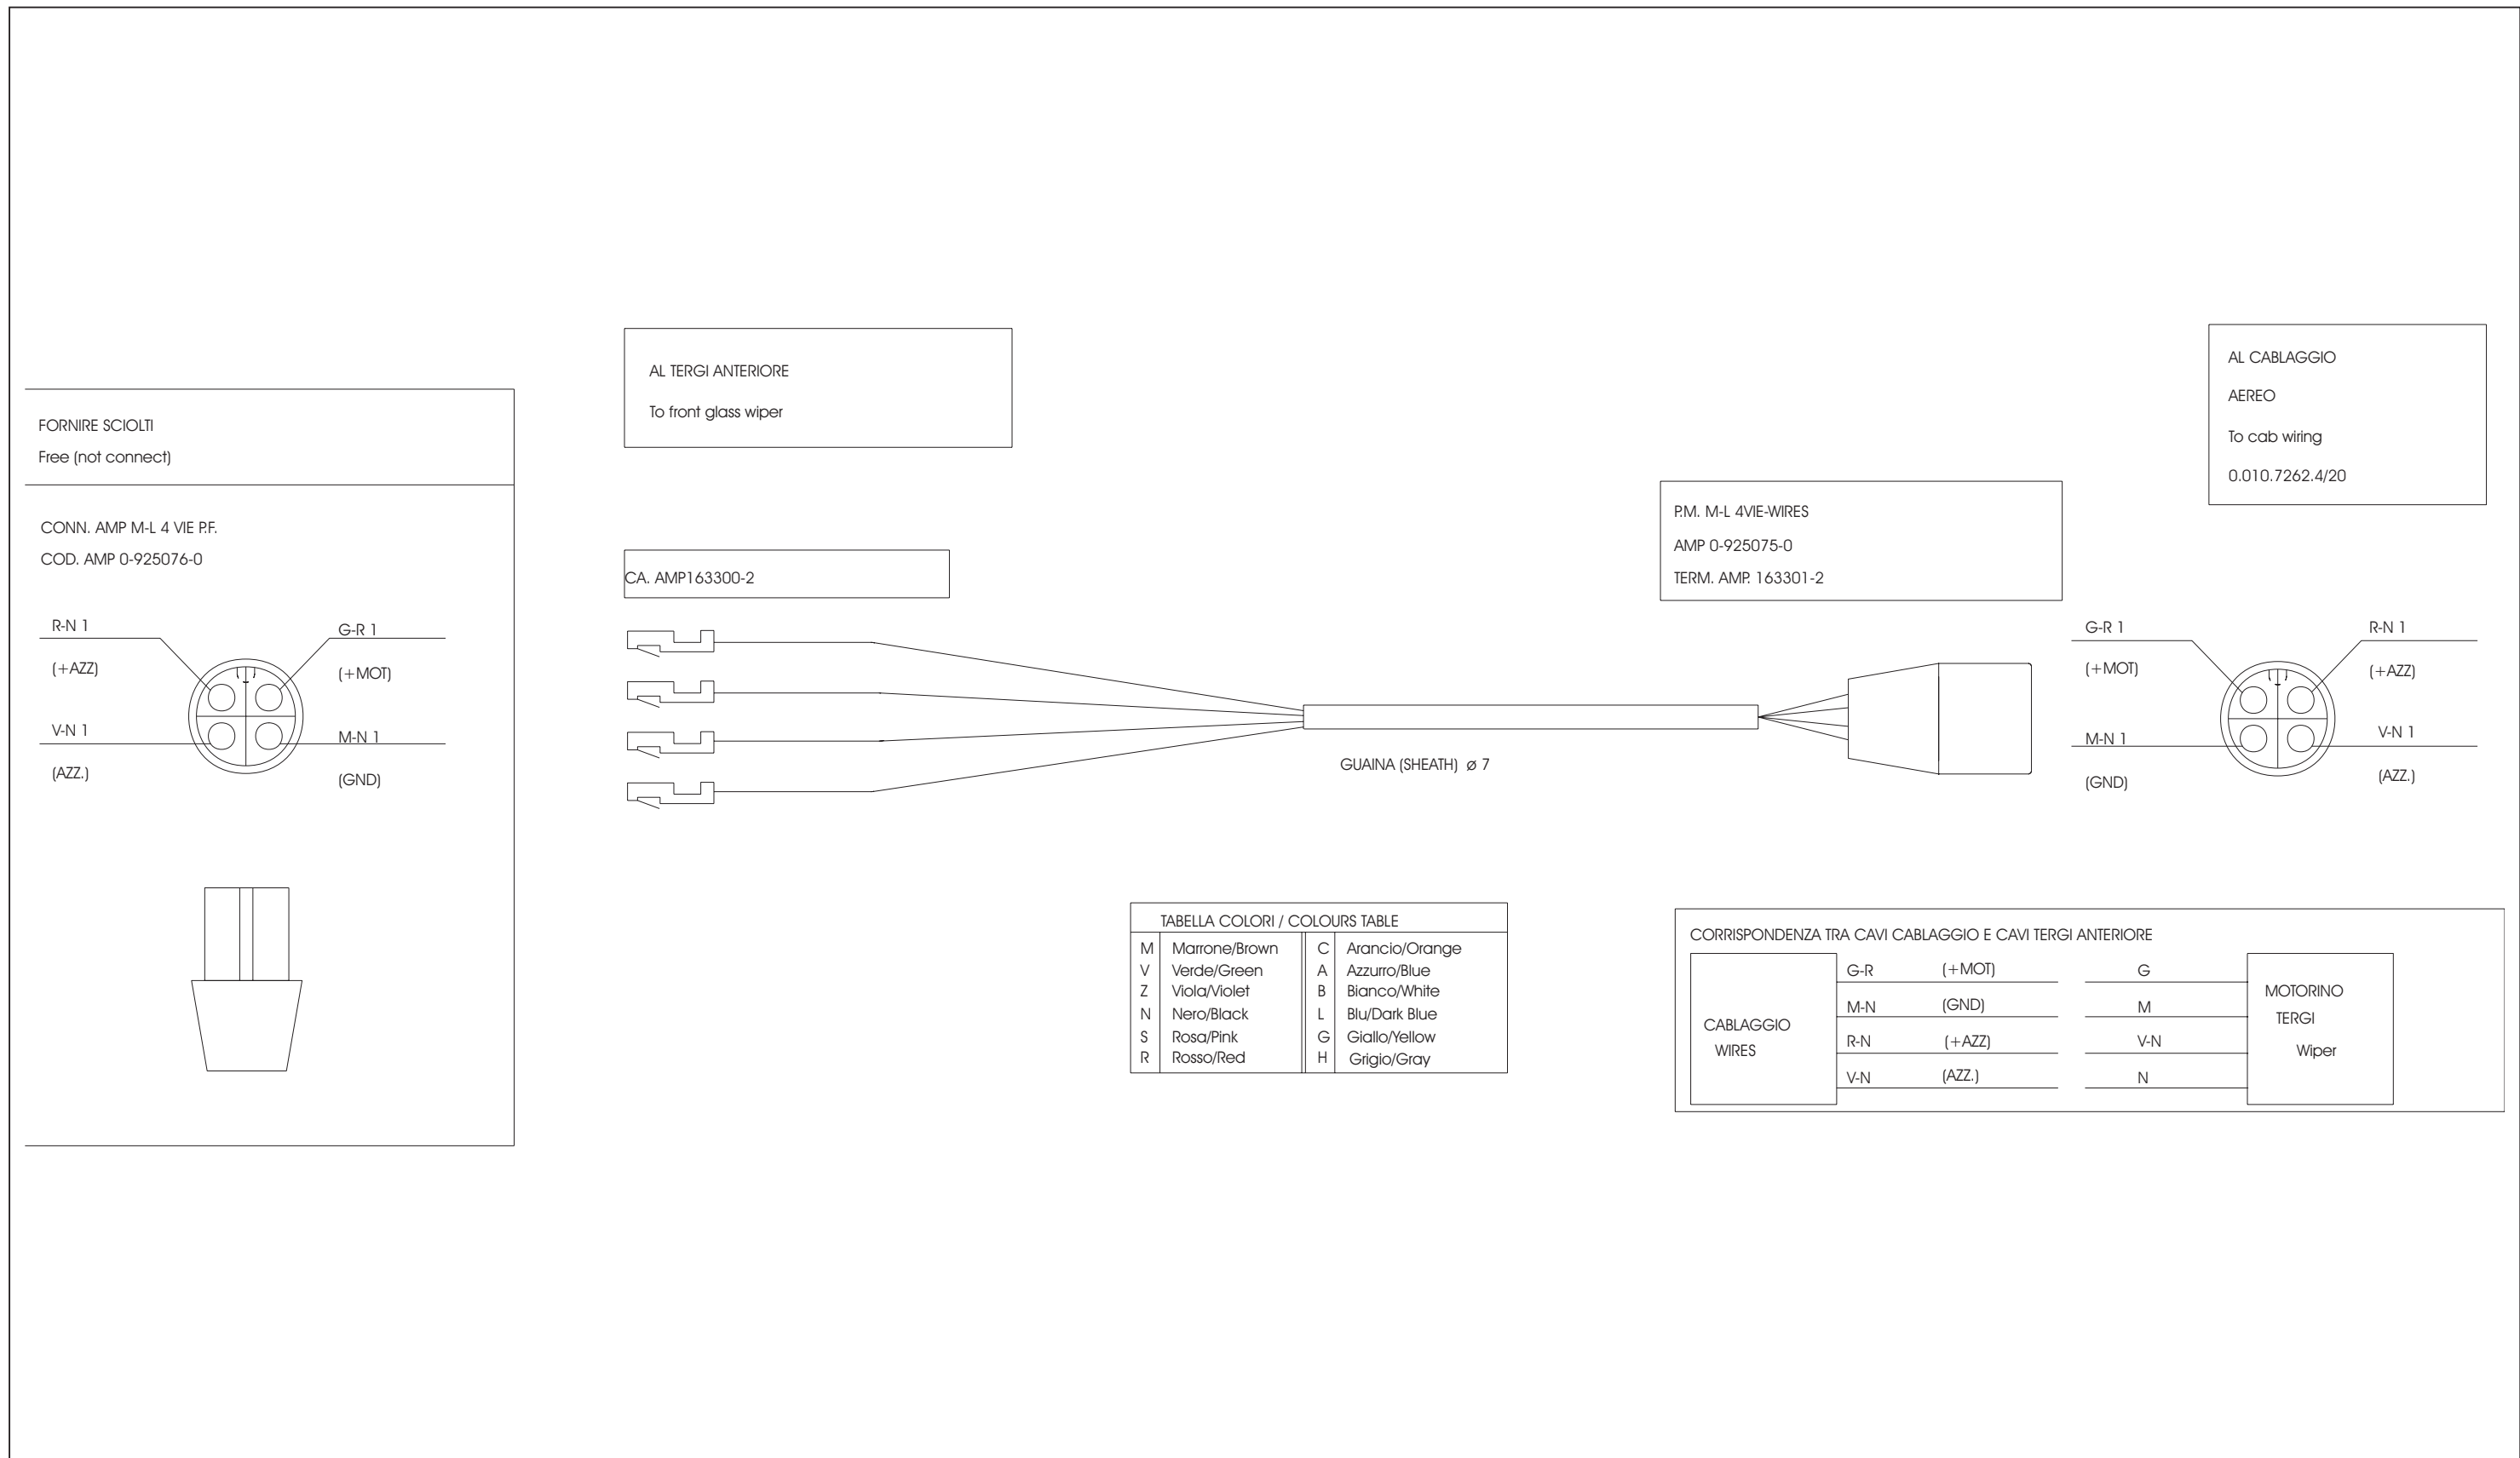 FORNIRE SCIOLTI
Free (not connect)
CONN. AMP M-L 4 VIE P.F.
COD. AMP 0-925076-0
R-N 1
(+AZZ)
G-R 1
(+MOT)
V-N 1
(AZZ.)
M-N 1
(GND)
AL TERGI ANTERIORE
To front glass wiper
CA. AMP163300-2
GUAINA (SHEATH) ø 7
P.M. M-L 4VIE-WIRES
AMP 0-925075-0
TERM. AMP. 163301-2
AL CABLAGGIO
AEREO
To cab wiring
0.010.7262.4/20
G-R 1
(+MOT)
R-N 1
(+AZZ)
M-N 1
(GND)
V-N 1
(AZZ.)
TABELLA COLORI / COLOURS TABLE
M Marrone/Brown C Arancio/Orange
V Verde/Green A Azzurro/Blue
Z Viola/Violet B Bianco/White
N Nero/Black L Blu/Dark Blue
S Rosa/Pink G Giallo/Yellow
R Rosso/Red H Grigio/Gray
CORRISPONDENZA TRA CAVI CABLAGGIO E CAVI TERGI ANTERIORE
CABLAGGIO
WIRES
G-R (+MOT) G
M-N (GND) M
R-N (+AZZ) V-N
V-N (AZZ.) N
MOTORINO
TERGI
Wiper